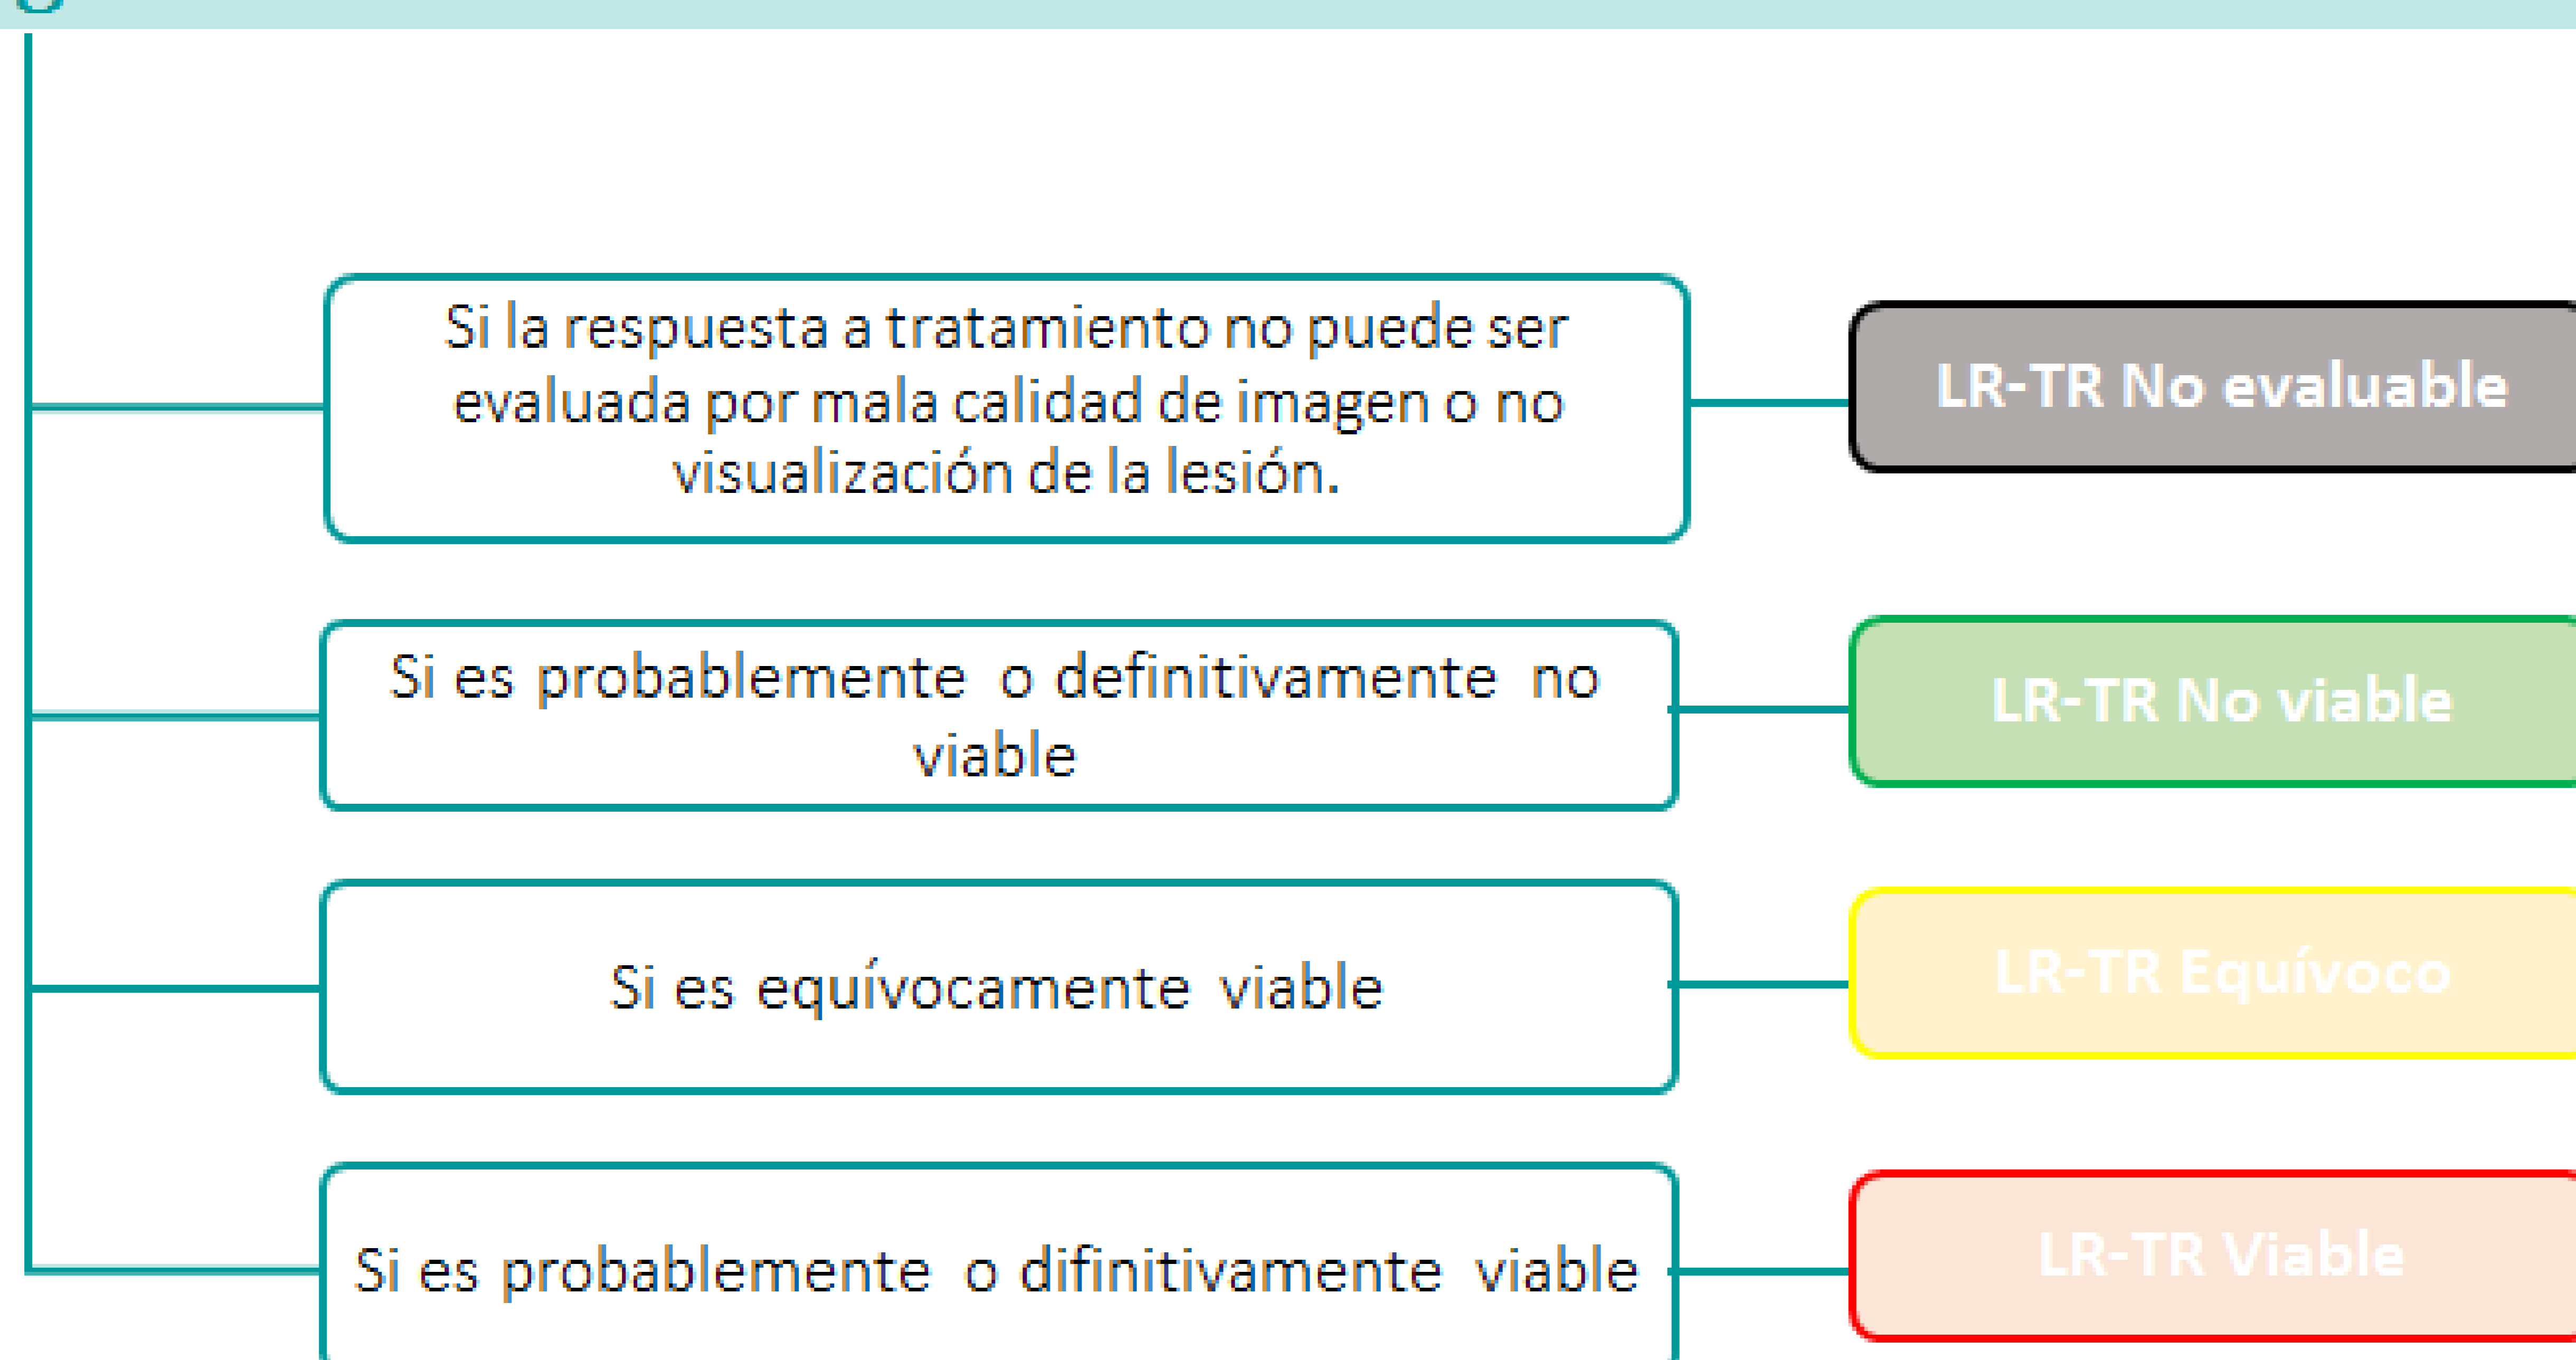 Si la respuesta a tratamiento no puede ser
evaluada por mala calidad de imagen o no
visualización de la lesión.
LR-TR No evaluable
Si es probablemente o definitivamente no
viable
LR-TR No viable
Si es equívocamente viable
LR-TR Equívoco
Si es probablemente o difinitivamente viable
LR-TR Viable